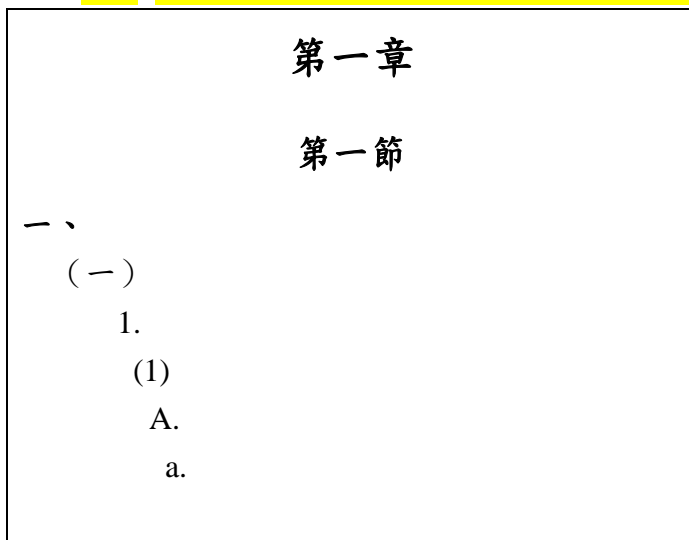 第一章
第一節
一、
（一）
1.
(1)
A.
a.